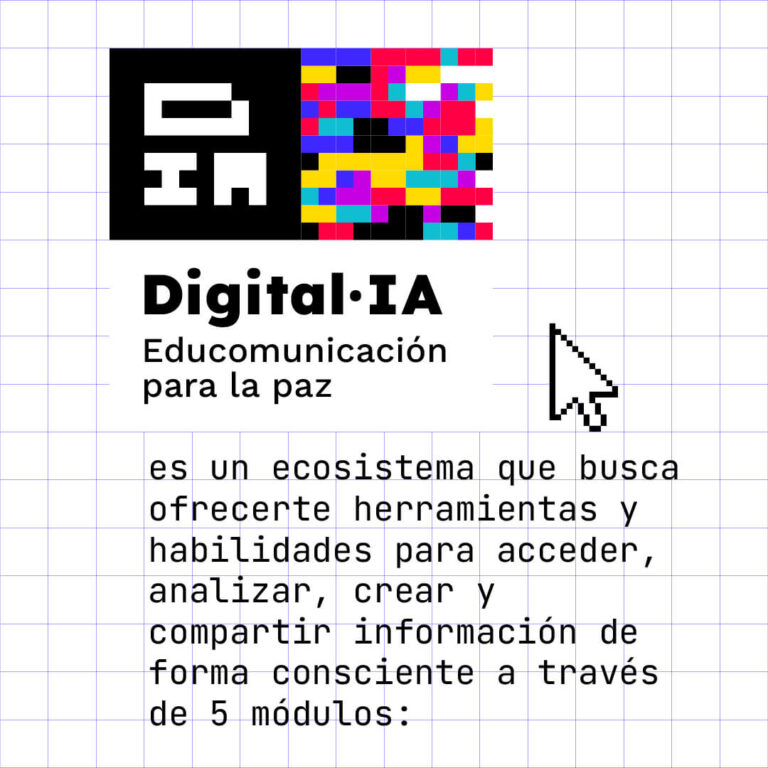 D
IA
Digital·IA
Educomunicación
para la paz
es un ecosistema que busca
ofrecerte herramientas y
habilidades para acceder,
analizar, crear y
compartir información de
forma consciente a través
de 5 módulos: